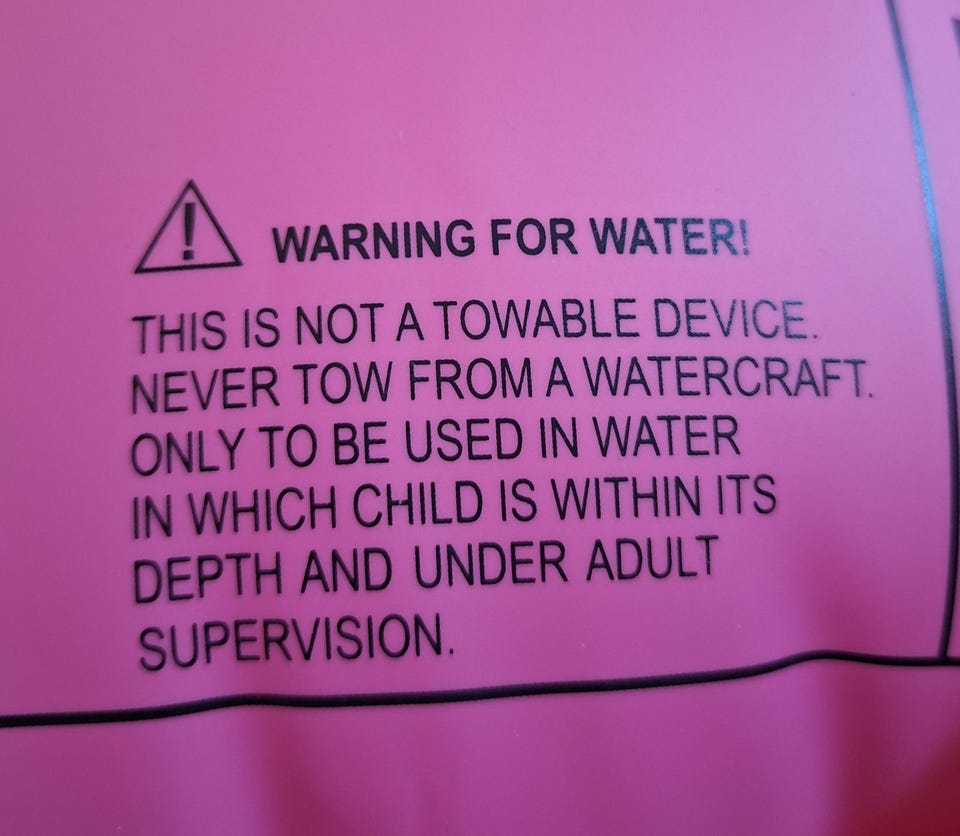 WARNING FOR WATER!
THIS IS NOT A TOWABLE DEVICE.
NEVER TOW FROM A WATERCRAFT.
ONLY TO BE USED IN WATER
IN WHICH CHILD IS WITHIN ITS
DEPTH AND UNDER ADULT
SUPERVISION.